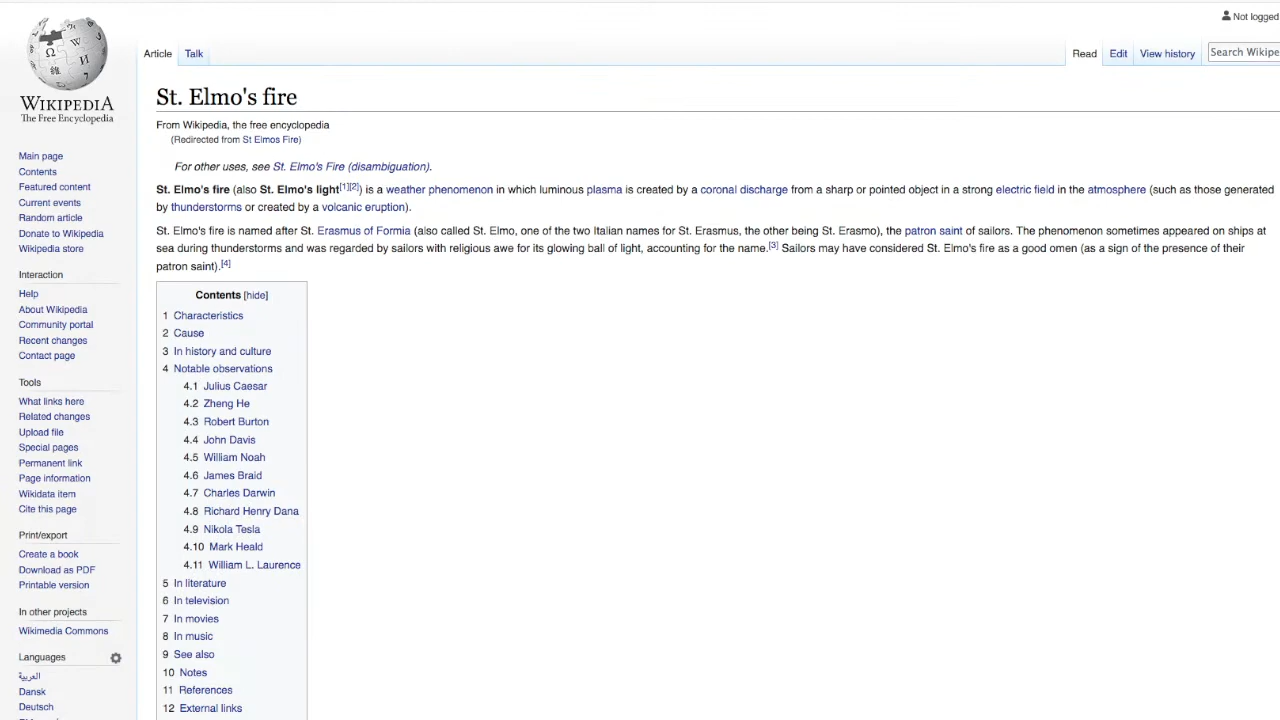 Not logged
Article Talk
Read Edit View history Search Wikipe
WIKIPEDIA
The Free Encyclopedia
Main page
Contents
Featured content
Current events
Random article
Donate to Wikipedia
Wikipedia store
Interaction
Help
About Wikipedia
Community portal
Recent changes
Contact page
Tools
What links here
Related changes
Upload file
Special pages
Permanent link
Page information
Wikidata item
Cite this page
Print/export
Create a book
Download as PDF
Printable version
In other projects
Wikimedia Commons
Languages
العربية
Dansk
Deutsch
St. Elmo's fire
From Wikipedia, the free encyclopedia
(Redirected from St Elmos Fire)
For other uses, see St. Elmo's Fire (disambiguation).
St. Elmo's fire (also St. Elmo's light[1][2]) is a weather phenomenon in which luminous plasma is created by a coronal discharge from a sharp or pointed object in a strong electric field in the atmosphere (such as those generated
by thunderstorms or created by a volcanic eruption).
St. Elmo's fire is named after St. Erasmus of Formia (also called St. Elmo, one of the two Italian names for St. Erasmus, the other being St. Erasmo), the patron saint of sailors. The phenomenon sometimes appeared on ships at
sea during thunderstorms and was regarded by sailors with religious awe for its glowing ball of light, accounting for the name.[3] Sailors may have considered St. Elmo's fire as a good omen (as a sign of the presence of their
patron saint).[4]
Contents [hide]
1 Characteristics
2 Cause
3 In history and culture
4 Notable observations
4.1 Julius Caesar
4.2 Zheng He
4.3 Robert Burton
4.4 John Davis
4.5 William Noah
4.6 James Braid
4.7 Charles Darwin
4.8 Richard Henry Dana
4.9 Nikola Tesla
4.10 Mark Heald
4.11 William L. Laurence
5 In literature
6 In television
7 In movies
8 In music
9 See also
10 Notes
11 References
12 External links